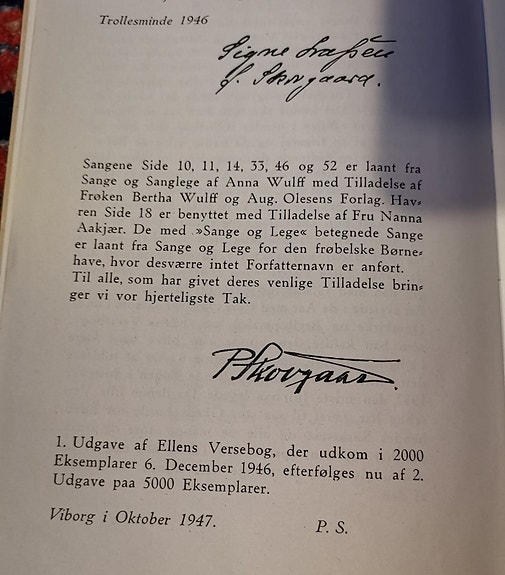 Trollesminde 1946
Signe Laßen
f. Skovgaard.
Sangene Side 10, 11, 14, 33, 46 og 52 er laant fra
Sange og Sanglege af Anna Wulff med Tilladelse af
Frøken Bertha Wulff og Aug. Olesens Forlag. Hav-
ren Side 18 er benyttet med Tilladelse af Fru Nanna
Aakjær. De med »Sange og Lege« betegnede Sange
er laant fra Sange og Lege for den frøbelske Børne-
have, hvor desværre intet Forfatternavn er anført.
Til alle, som har givet deres venlige Tilladelse brin-
ger vi vor hjerteligste Tak.
P. Skovgaard.
1. Udgave af Ellens Versebog, der udkom i 2000
Eksemplarer 6. December 1946, efterfølges nu af 2.
Udgave paa 5000 Eksemplarer.
Viborg i Oktober 1947. P. S.